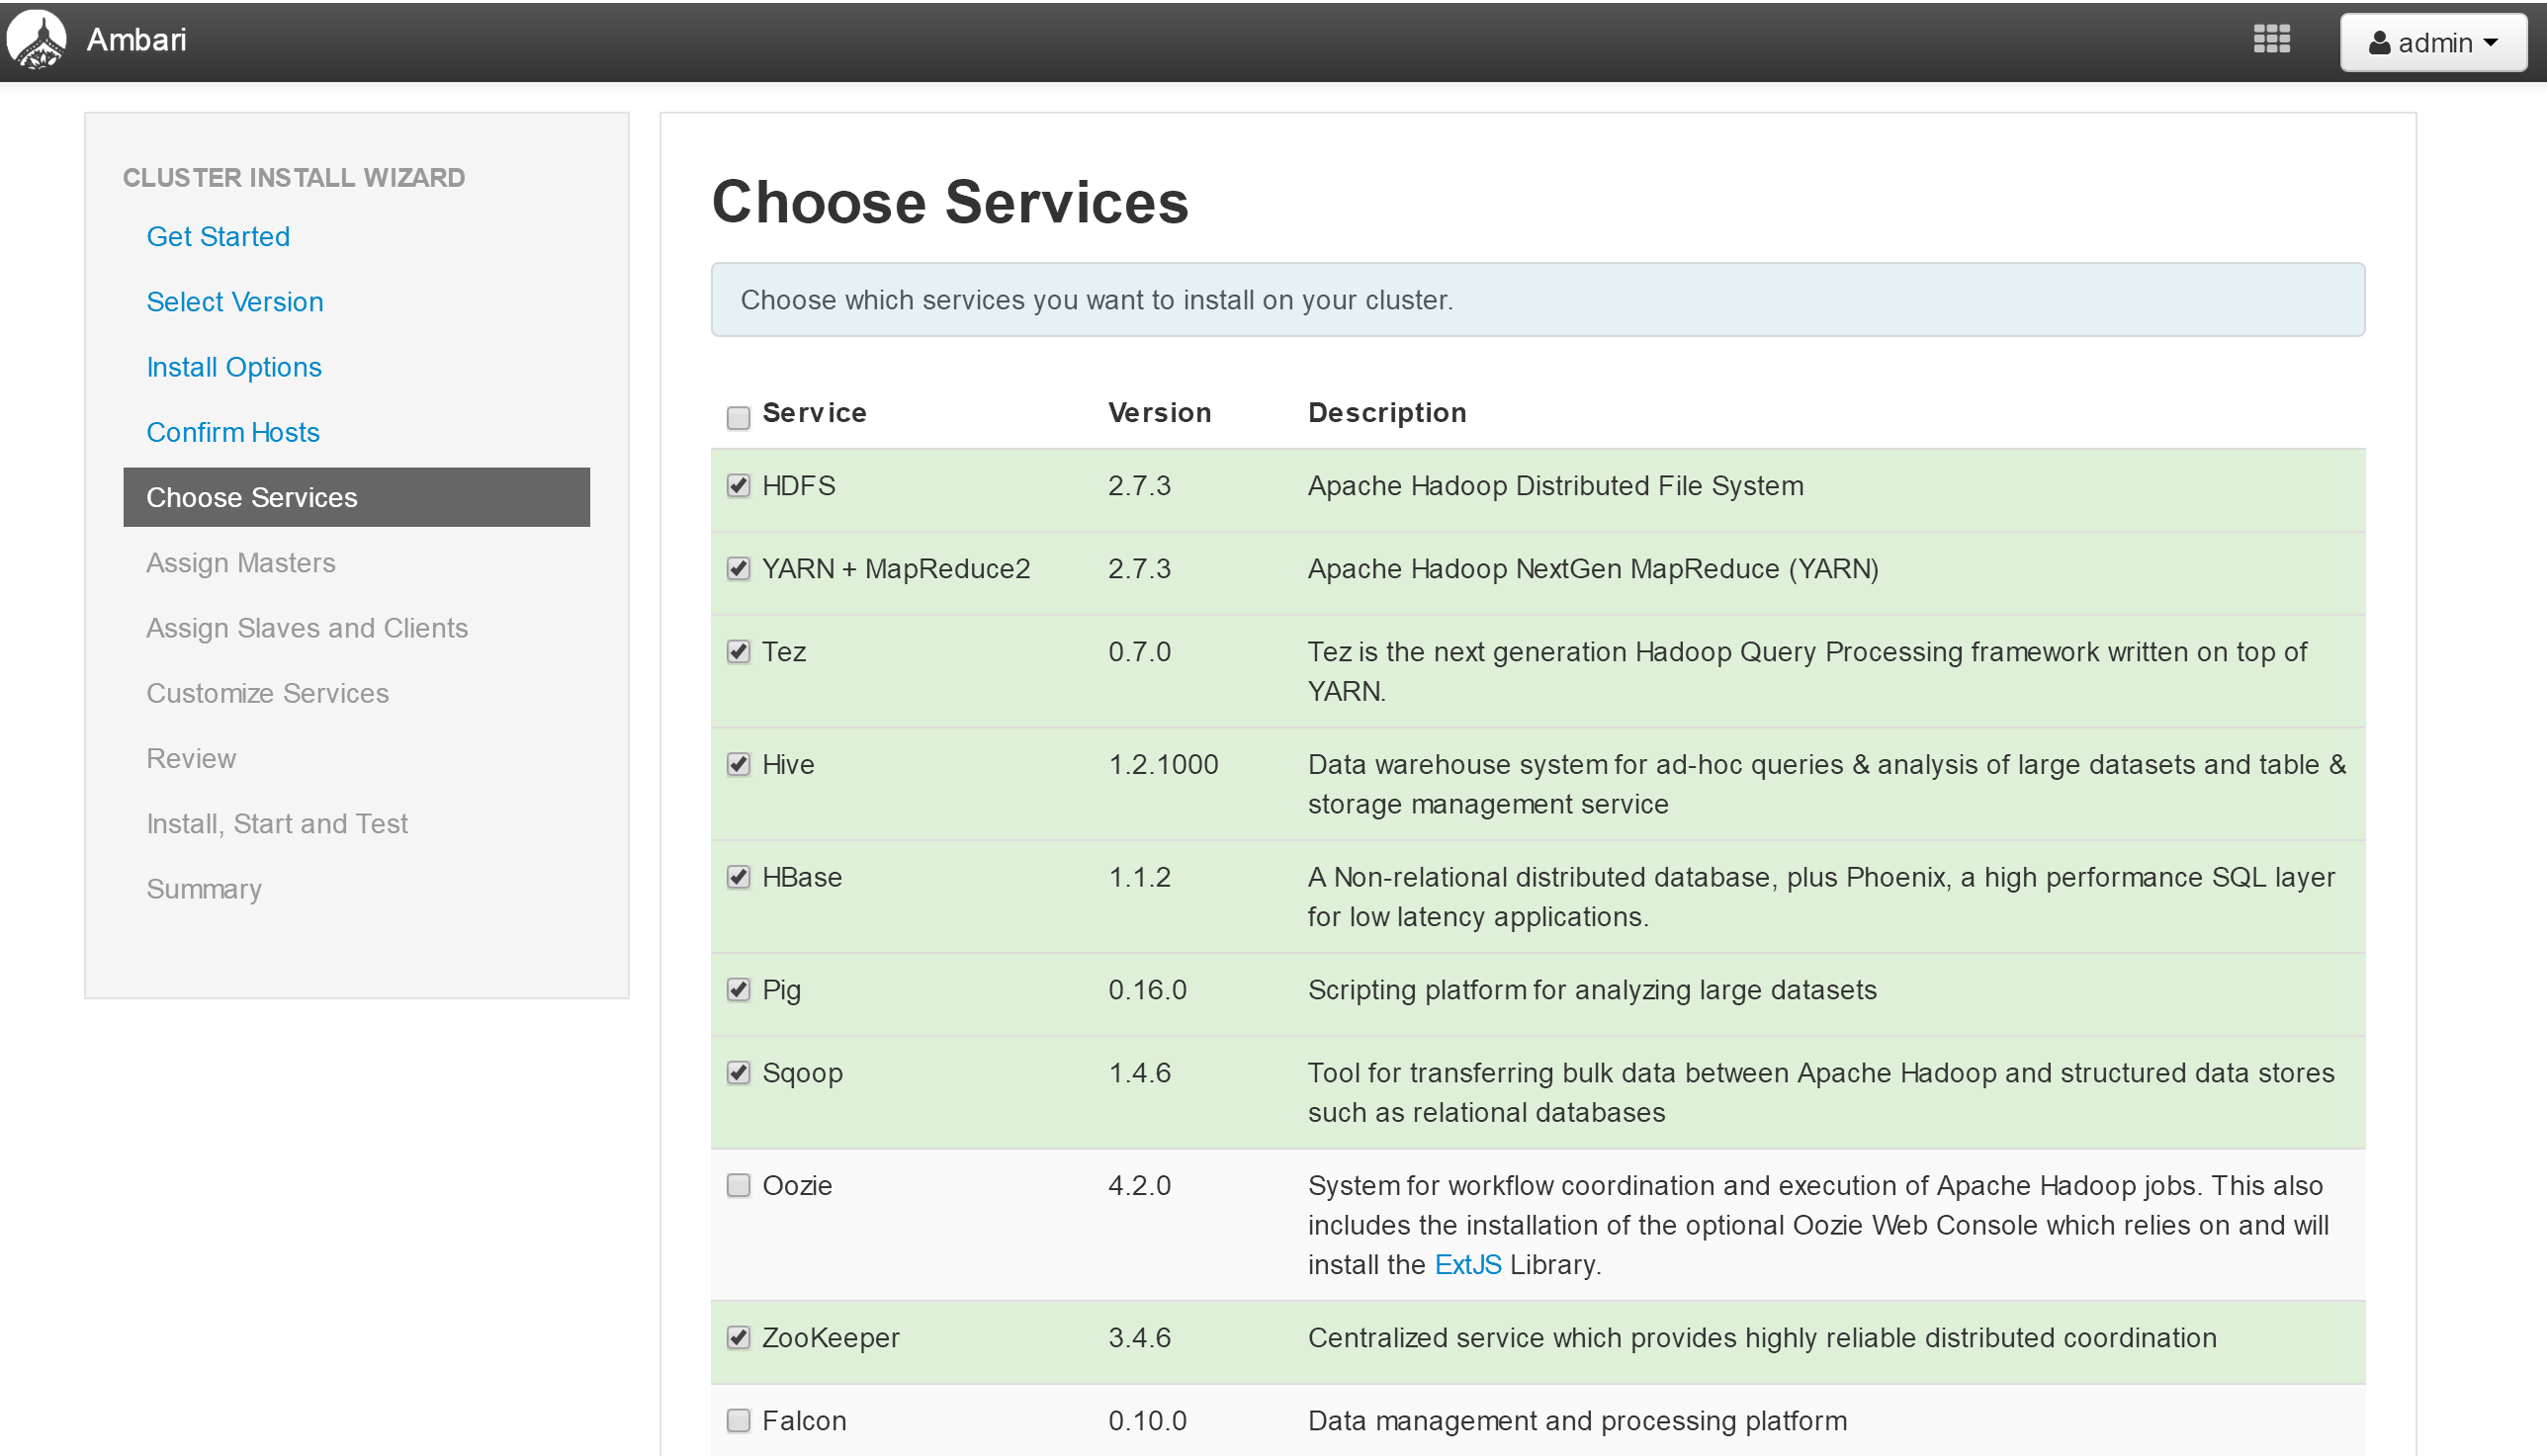 Ambari
admin
CLUSTER INSTALL WIZARD
Get Started
Select Version
Install Options
Confirm Hosts
Choose Services
Assign Masters
Assign Slaves and Clients
Customize Services
Review
Install, Start and Test
Summary
Choose Services
Choose which services you want to install on your cluster.
Service Version Description
HDFS 2.7.3 Apache Hadoop Distributed File System
YARN + MapReduce2 2.7.3 Apache Hadoop NextGen MapReduce (YARN)
Tez 0.7.0 Tez is the next generation Hadoop Query Processing framework written on top of
YARN.
Hive 1.2.1000 Data warehouse system for ad-hoc queries & analysis of large datasets and table &
storage management service
HBase 1.1.2 A Non-relational distributed database, plus Phoenix, a high performance SQL layer
for low latency applications.
Pig 0.16.0 Scripting platform for analyzing large datasets
Sqoop 1.4.6 Tool for transferring bulk data between Apache Hadoop and structured data stores
such as relational databases
Oozie 4.2.0 System for workflow coordination and execution of Apache Hadoop jobs. This also
includes the installation of the optional Oozie Web Console which relies on and will
install the ExtJS Library.
ZooKeeper 3.4.6 Centralized service which provides highly reliable distributed coordination
Falcon 0.10.0 Data management and processing platform